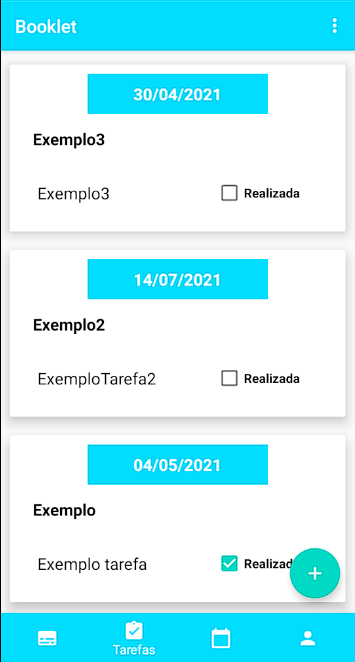 Booklet
30/04/2021
Exemplo3
Exemplo3 Realizada
14/07/2021
Exemplo2
ExemploTarefa2 Realizada
04/05/2021
Exemplo
Exemplo tarefa Realizad
Tarefas